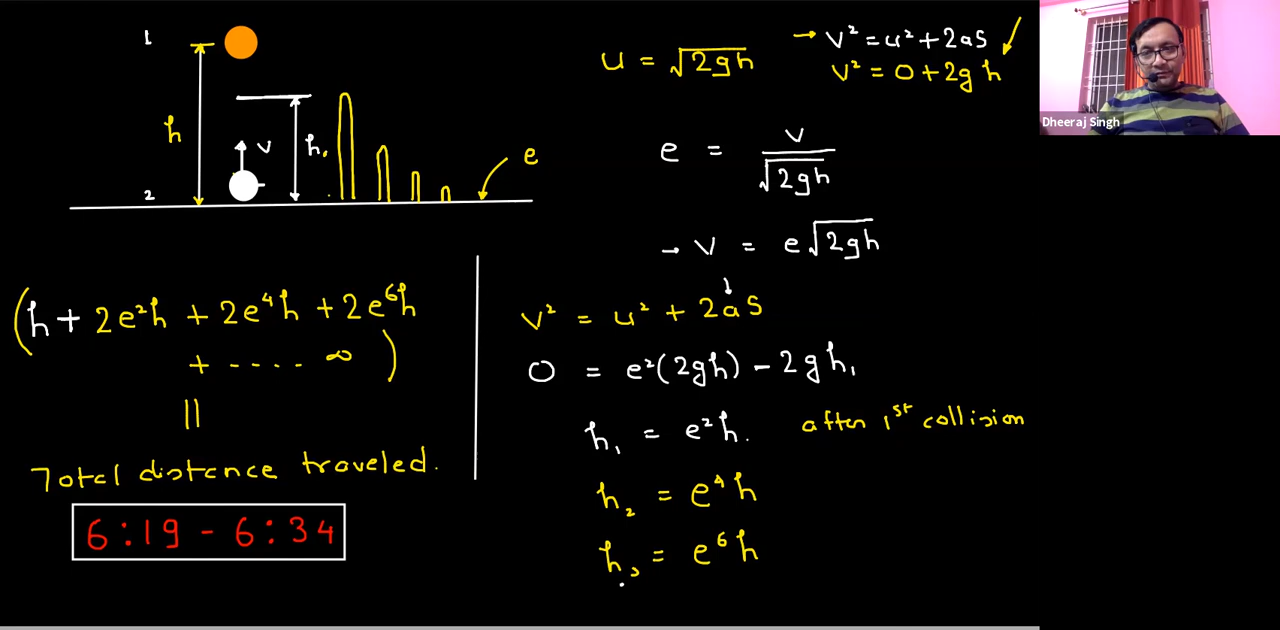 1
h
2
v
h₁
e
u = √2gh
→ v² = u² + 2as
v² = 0 + 2gh
Dheeraj Singh
e = v / √2gh
→ v = e√2gh
(h + 2e²h + 2e⁴h + 2e⁶h
+ ---- ∞ )
||
Total distance traveled.
6:19 - 6:34
v² = u² + 2as
0 = e²(2gh) - 2gh₁
h₁ = e²h. after 1st collision
h₂ = e⁴h
h₃ = e⁶h